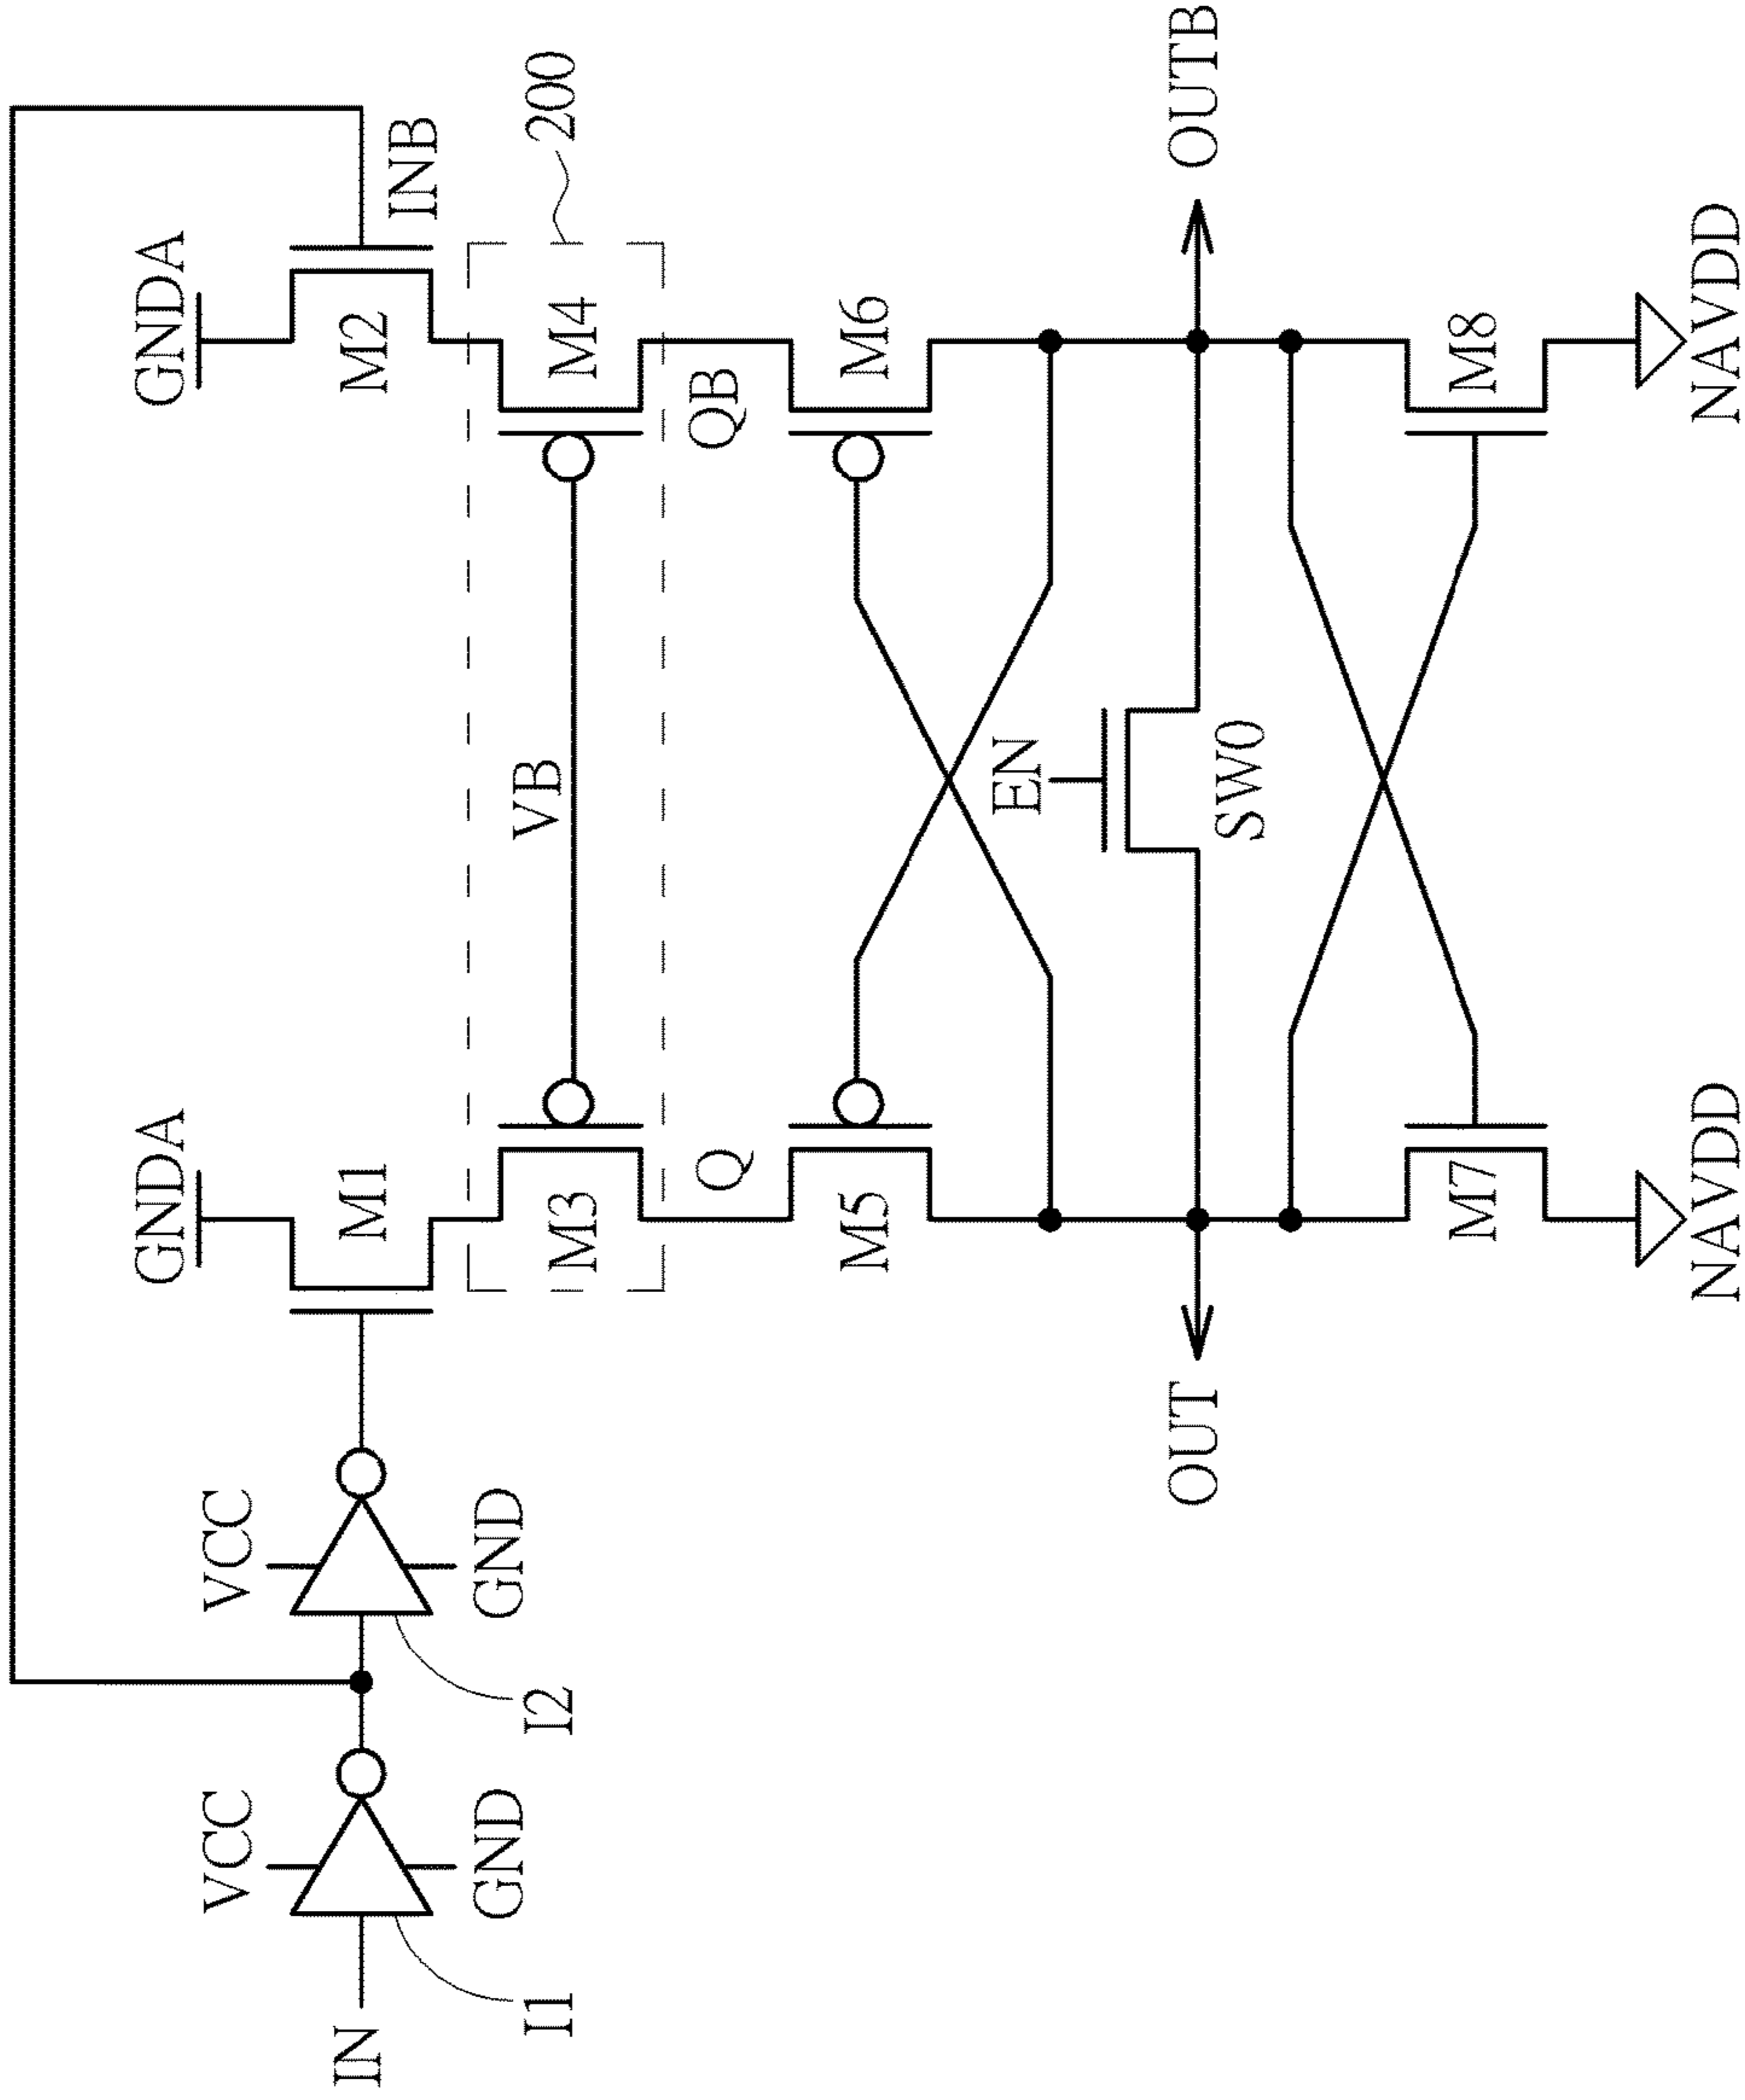 GNDA
GNDA
M1
M2
INB
200
VCC
VCC
IN
GND
GND
I1
I2
M3
VB
M4
Q
QB
M5
M6
EN
OUT
SW0
OUTB
M7
M8
NAVDD
NAVDD